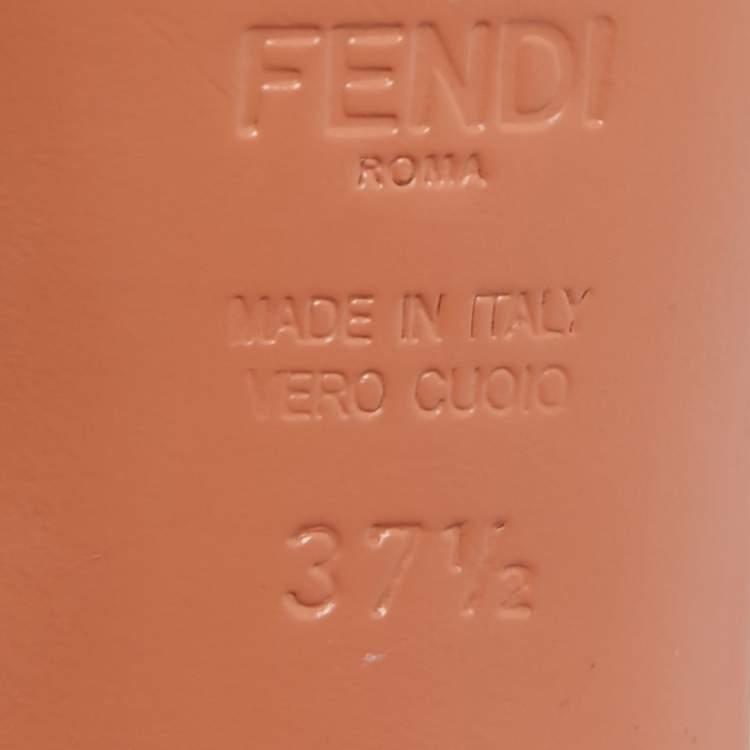 FENDI
ROMA
MADE IN ITALY
VERO CUOIO
37½